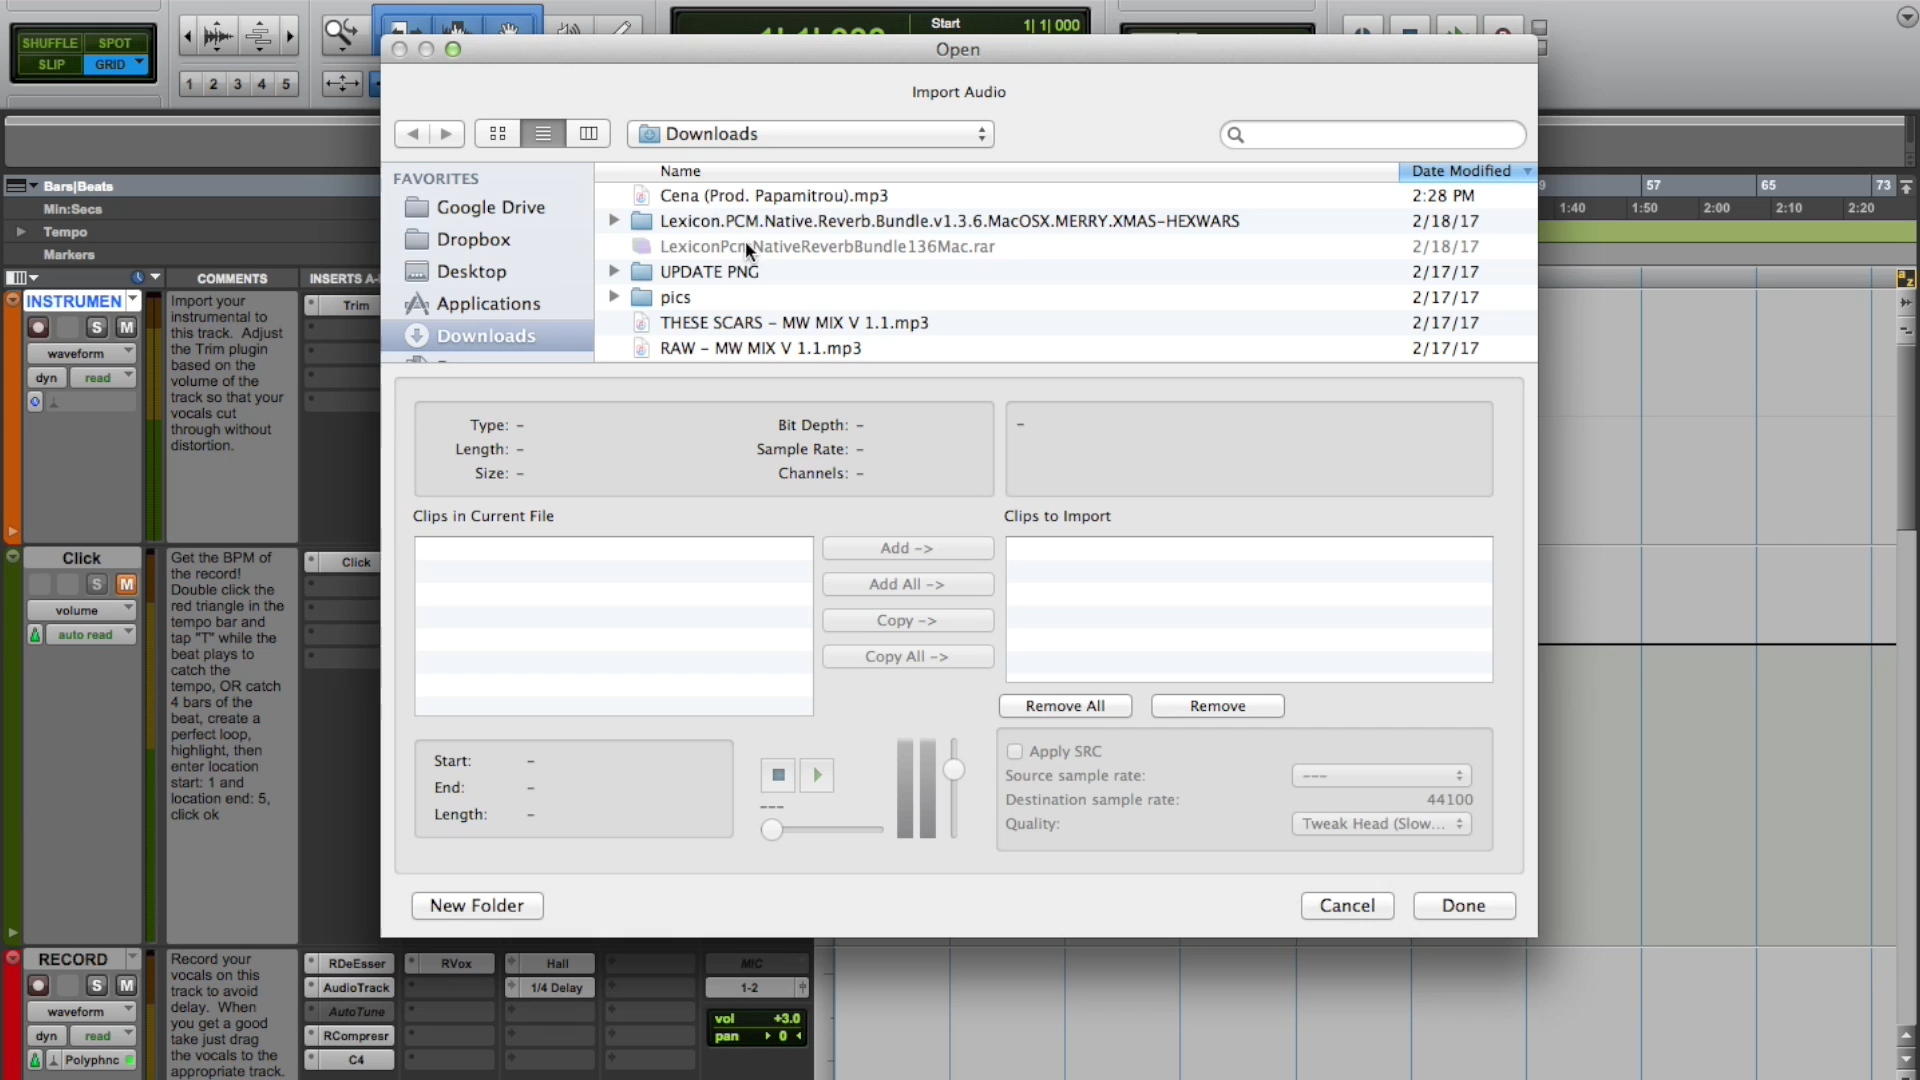 SHUFFLE SPOT
SLIP GRID
1 2 3 4 5
Start 1| 1| 000
Open
Import Audio
Downloads
FAVORITES
Google Drive
Dropbox
Desktop
Applications
Downloads
Name Date Modified
Cena (Prod. Papamitrou).mp3 2:28 PM
Lexicon.PCM.Native.Reverb.Bundle.v1.3.6.MacOSX.MERRY.XMAS-HEXWARS 2/18/17
LexiconPcmNativeReverbBundle136Mac.rar 2/18/17
UPDATE PNG 2/17/17
pics 2/17/17
THESE SCARS - MW MIX V 1.1.mp3 2/17/17
RAW - MW MIX V 1.1.mp3 2/17/17
Type: -
Length: -
Size: -
Bit Depth: -
Sample Rate: -
Channels: -
-
Clips in Current File
Clips to Import
Add ->
Add All ->
Copy ->
Copy All ->
Remove All Remove
Start: -
End: -
Length: -
---
Apply SRC
Source sample rate: ---
Destination sample rate: 44100
Quality: Tweak Head (Slow...
New Folder Cancel Done
Bars|Beats
Min:Secs
Tempo
Markers
57 65 73
1:40 1:50 2:00 2:10 2:20
COMMENTS INSERTS A-
INSTRUMEN
S M
waveform
dyn read
Import your
instrumental to
this track. Adjust
the Trim plugin
based on the
volume of the
track so that your
vocals cut
through without
distortion.
Trim
Click
S M
volume
auto read
Get the BPM of
the record!
Double click the
red triangle in the
tempo bar and
tap "T" while the
beat plays to
catch the
tempo, OR catch
4 bars of the
beat, create a
perfect loop,
highlight, then
enter location
start: 1 and
location end: 5,
click ok
Click
RECORD
S M
waveform
dyn read
Polyphnc
Record your
vocals on this
track to avoid
delay. When
you get a good
take just drag
the vocals to the
appropriate track.
RDeEsser
AudioTrack
AutoTune
RCompresr
C4
RVox
Hall
1/4 Delay
MIC
1-2
vol +3.0
pan 0
a
z